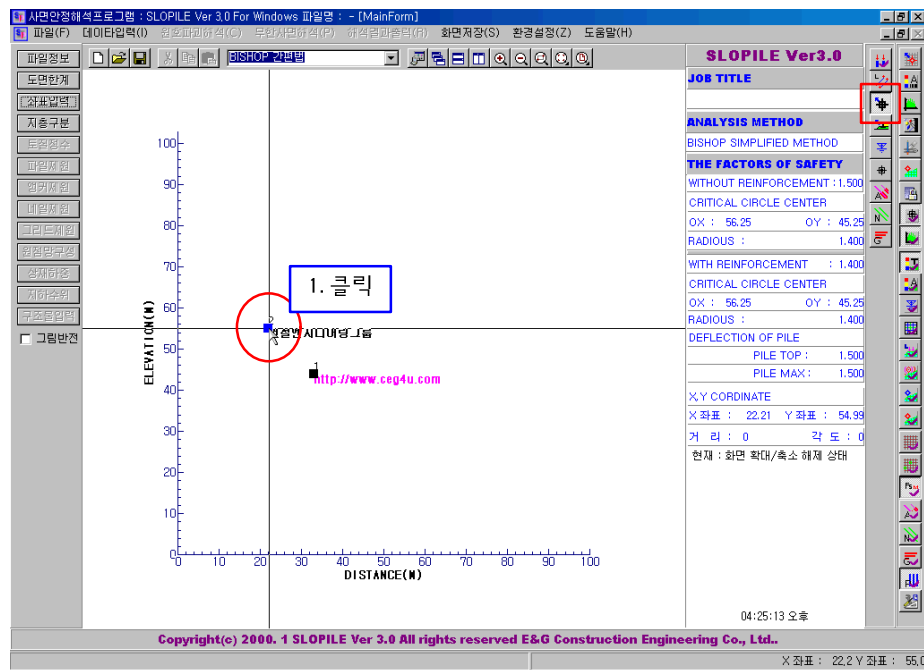 사면안정해석프로그램 : SLOPILE Ver 3,0 For Windows 파일명 : - [MainForm]
파일(F) 데이타입력(I) 원호파괴해석(C) 무한사면해석(P) 해석결과출력(R) 화면저장(S) 환경설정(Z) 도움말(H)
BISHOP 간편법
파일정보
도면한계
좌표입력
지층구분
토질정수
파일제원
앵커제원
네일제원
그리드제원
원점망구성
상재하중
지하수위
구조물입력
그림반전
100
90
80
70
60
50
40
30
20
10
0
ELEVATION(M)
1. 클릭
1
http://www.ceg4u.com
0 10 20 30 40 50 60 70 80 90 100
DISTANCE(M)
SLOPILE Ver3.0
JOB TITLE
ANALYSIS METHOD
BISHOP SIMPLIFIED METHOD
THE FACTORS OF SAFETY
WITHOUT REINFORCEMENT : 1.500
CRITICAL CIRCLE CENTER
OX : 56.25 OY : 45.25
RADIOUS : 1.400
WITH REINFORCEMENT : 1.400
CRITICAL CIRCLE CENTER
OX : 56.25 OY : 45.25
RADIOUS : 1.400
DEFLECTION OF PILE
PILE TOP : 1.500
PILE MAX : 1.500
X,Y CORDINATE
X 좌표 : 22.21 Y 좌표 : 54.99
거 리 : 0 각 도 : 0
현재 : 화면 확대/축소 해제 상태
04:25:13 오후
Copyright(c) 2000. 1 SLOPILE Ver 3.0 All rights reserved E&G Construction Engineering Co., Ltd..
X 좌표 : 22,2 Y 좌표 : 55,0